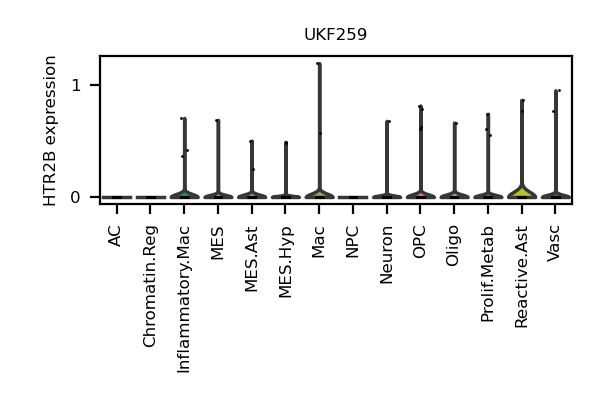 UKF259
HTR2B expression
1
0
AC
Chromatin.Reg
Inflammatory.Mac
MES
MES.Ast
MES.Hyp
Mac
NPC
Neuron
OPC
Oligo
Prolif.Metab
Reactive.Ast
Vasc